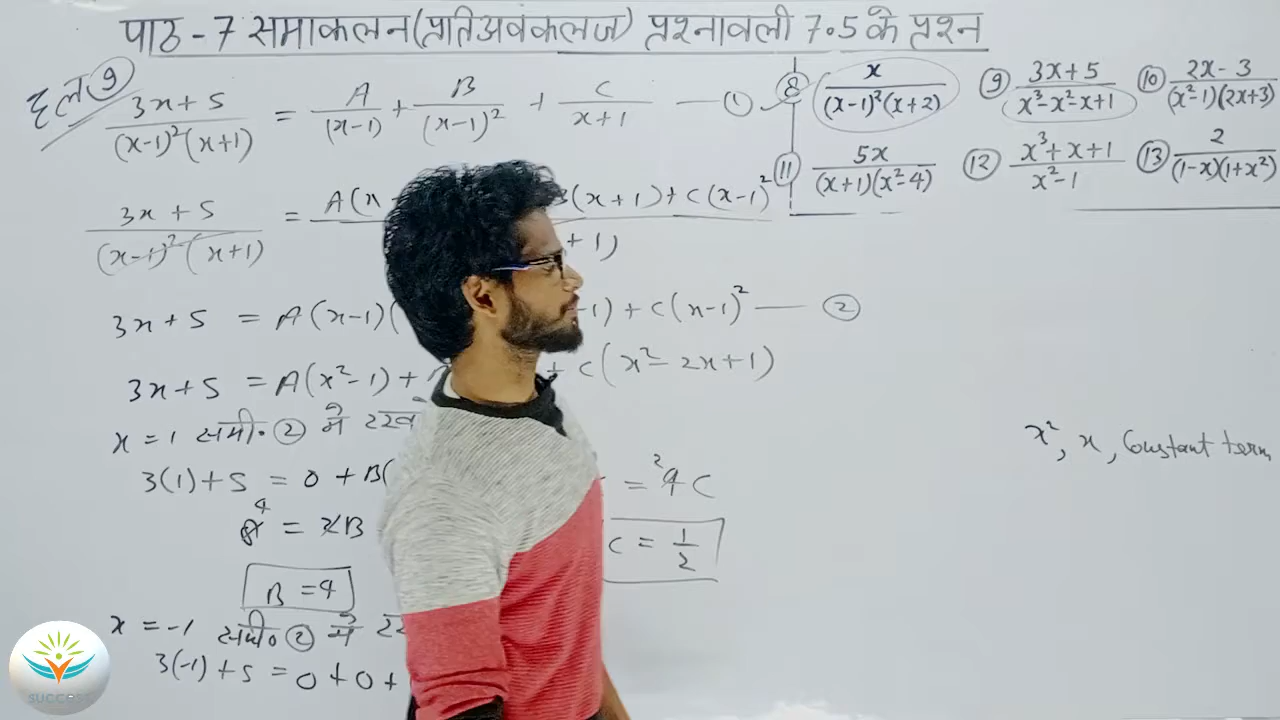 पाठ - 7 समाकलन (प्रतिअवकलज) प्रश्नावली 7.5 के प्रश्न
हल 9
(3x+5)/((x-1)²(x+1)) = A/(x-1) + B/(x-1)² + C/(x+1) — ①
⑧ x/((x-1)²(x+2)) ⑨ (3x+5)/(x³-x²-x+1) ⑩ (2x-3)/((x²-1)(2x+3))
⑪ 5x/((x+1)(x²-4)) ⑫ (x³+x+1)/(x²-1) ⑬ 2/((1-x)(1+x²))
(3x+5)/((x-1)²(x+1)) = A(x B(x+1) + C(x-1)² / +1)
3x+5 = A(x-1)( -1) + C(x-1)² — ②
3x+5 = A(x²-1) + + C(x²-2x+1)
x = 1 समी. ② में रखने
x², x, Constant term
3(1)+5 = 0 + B( = 4C 2
8 4 = 2B
C = 1/2
B = 4
x = -1 समी. ② में
3(-1)+5 = 0+0+
SUCCESS